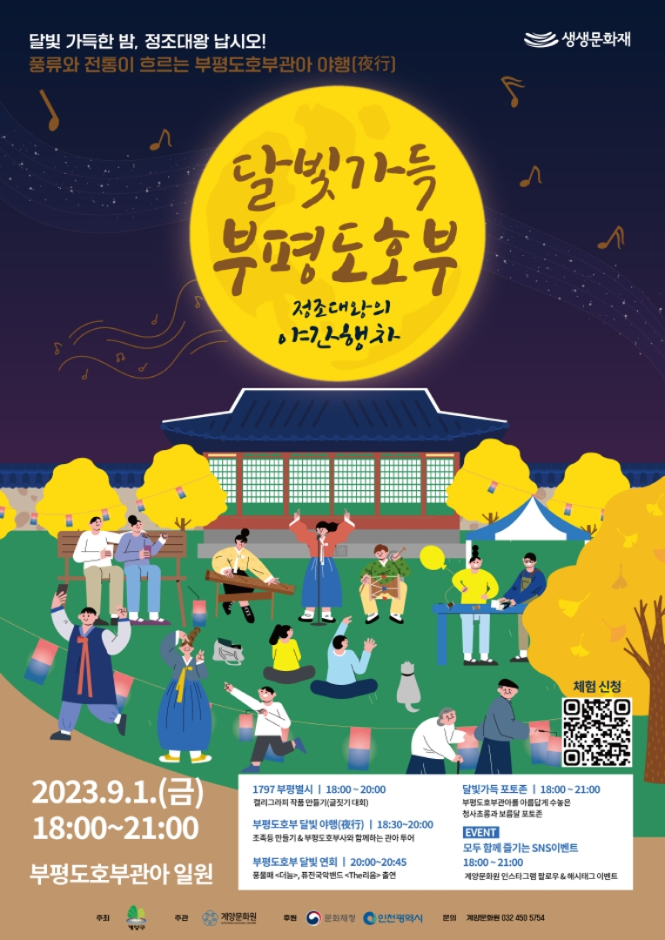 달빛 가득한 밤, 정조대왕 납시오!
풍류와 전통이 흐르는 부평도호부관아 야행(夜行)
생생문화재
달빛가득
부평도호부
정조대왕의
야간행차
체험 신청
2023.9.1.(금)
18:00~21:00
부평도호부관아 일원
1797 부평별시 | 18:00 ~ 20:00
캘리그라피 작품 만들기(글짓기 대회)
부평도호부 달빛 야행(夜行) | 18:30~20:00
조족등 만들기 & 부평도호부사와 함께하는 관아 투어
부평도호부 달빛 연회 | 20:00~20:45
풍물패 <더늠>, 퓨전국악밴드 <The리음> 출연
달빛가득 포토존 | 18:00 ~ 21:00
부평도호부관아를 아름답게 수놓은
청사초롱과 보름달 포토존
EVENT
모두 함께 즐기는 SNS이벤트
18:00 ~ 21:00
계양문화원 인스타그램 팔로우 & 해시태그 이벤트
주최 계양구 주관 계양문화원 후원 문화재청 인천광역시 문의 계양문화원 032 450 5754